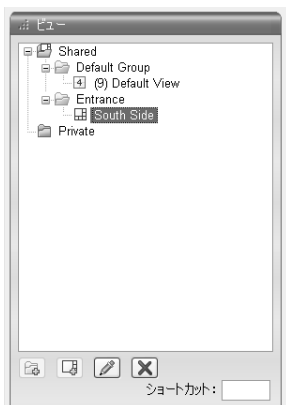 ビュー
Shared
Default Group
4 (9) Default View
Entrance
South Side
Private
ショートカット: